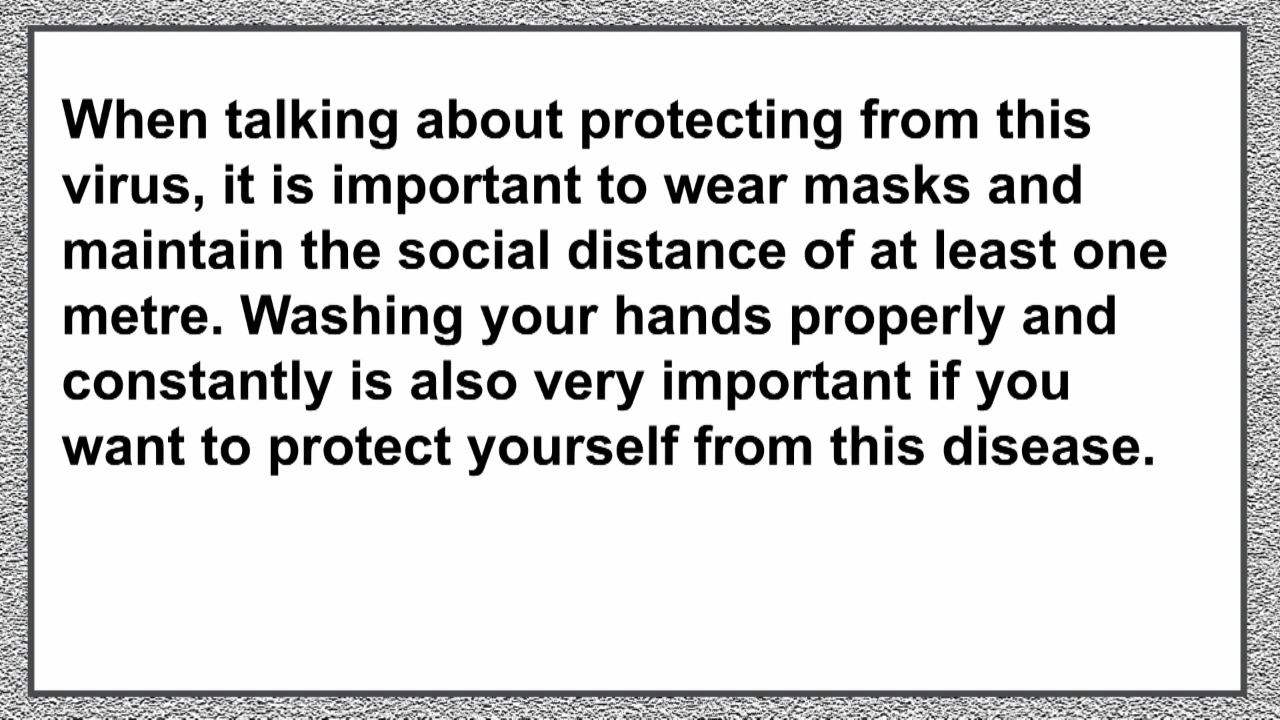 When talking about protecting from this
virus, it is important to wear masks and
maintain the social distance of at least one
metre. Washing your hands properly and
constantly is also very important if you
want to protect yourself from this disease.